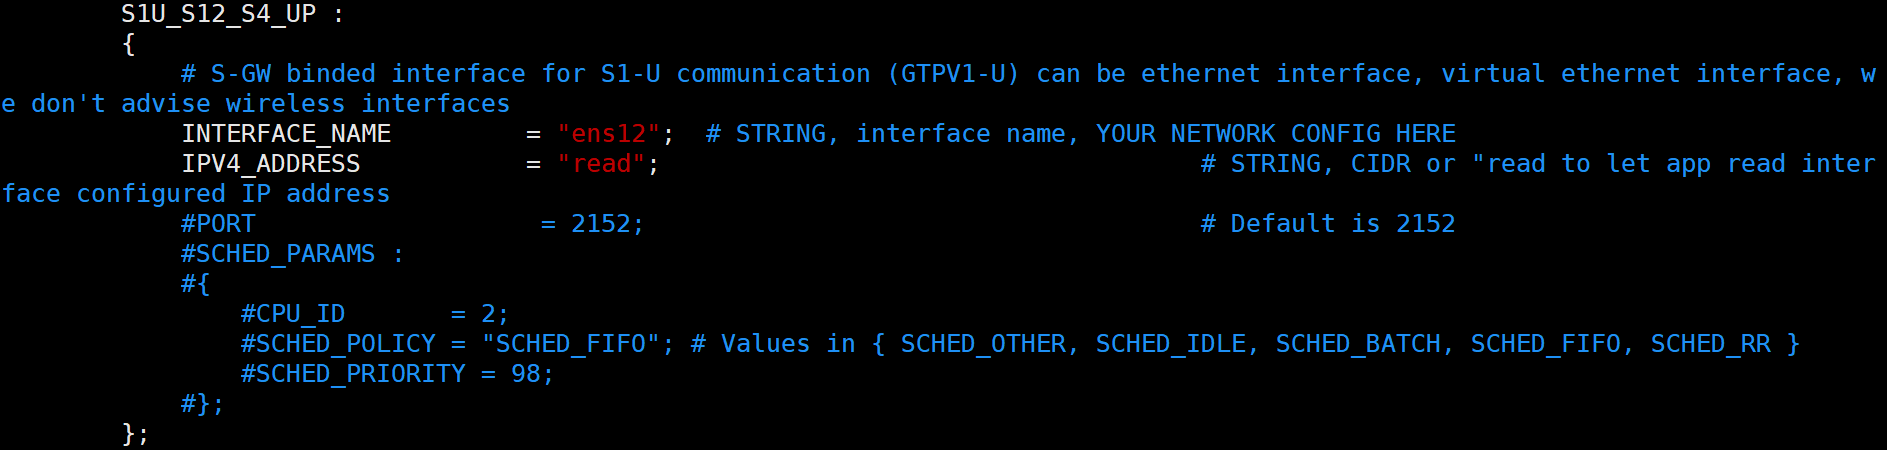 S1U_S12_S4_UP :
{
# S-GW binded interface for S1-U communication (GTPV1-U) can be ethernet interface, virtual ethernet interface, w
e don't advise wireless interfaces
INTERFACE_NAME         = "ens12";  # STRING, interface name, YOUR NETWORK CONFIG HERE
IPV4_ADDRESS           = "read";                                    # STRING, CIDR or "read to let app read inter
face configured IP address
#PORT                   = 2152;                                     # Default is 2152
#SCHED_PARAMS :
#{
#CPU_ID       = 2;
#SCHED_POLICY = "SCHED_FIFO"; # Values in { SCHED_OTHER, SCHED_IDLE, SCHED_BATCH, SCHED_FIFO, SCHED_RR }
#SCHED_PRIORITY = 98;
#};
};